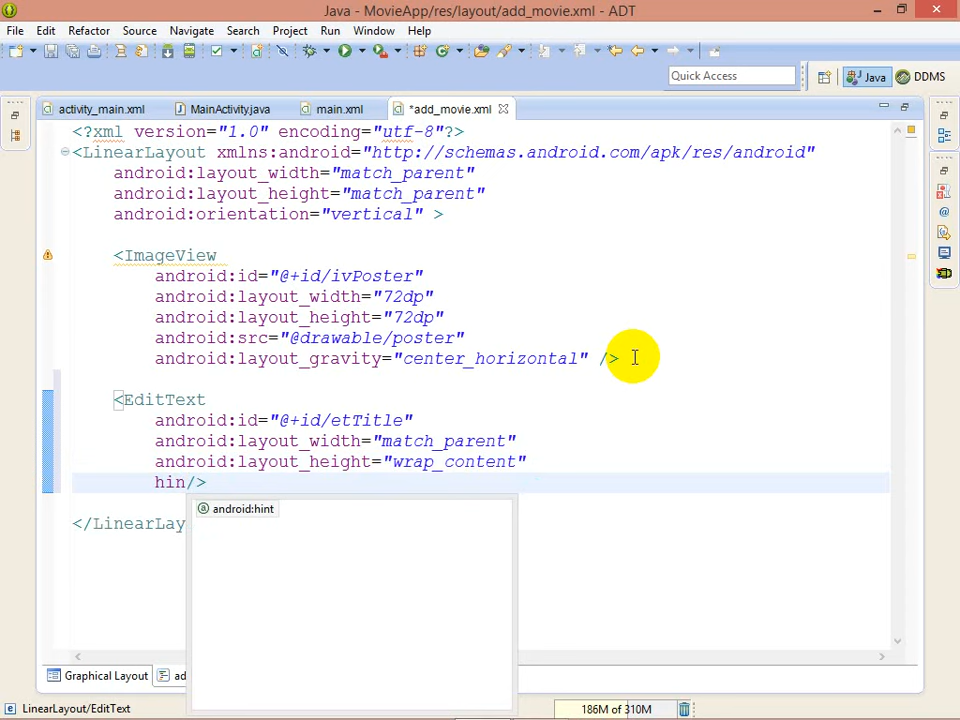 Java - MovieApp/res/layout/add_movie.xml - ADT
File Edit Refactor Source Navigate Search Project Run Window Help
Quick Access
Java
DDMS
activity_main.xml
MainActivity.java
main.xml
*add_movie.xml
<?xml version="1.0" encoding="utf-8"?>
<LinearLayout xmlns:android="http://schemas.android.com/apk/res/android"
android:layout_width="match_parent"
android:layout_height="match_parent"
android:orientation="vertical" >
<ImageView
android:id="@+id/ivPoster"
android:layout_width="72dp"
android:layout_height="72dp"
android:src="@drawable/poster"
android:layout_gravity="center_horizontal" />
<EditText
android:id="@+id/etTitle"
android:layout_width="match_parent"
android:layout_height="wrap_content"
hin/>
android:hint
</LinearLay
Graphical Layout
ad
LinearLayout/EditText
186M of 310M